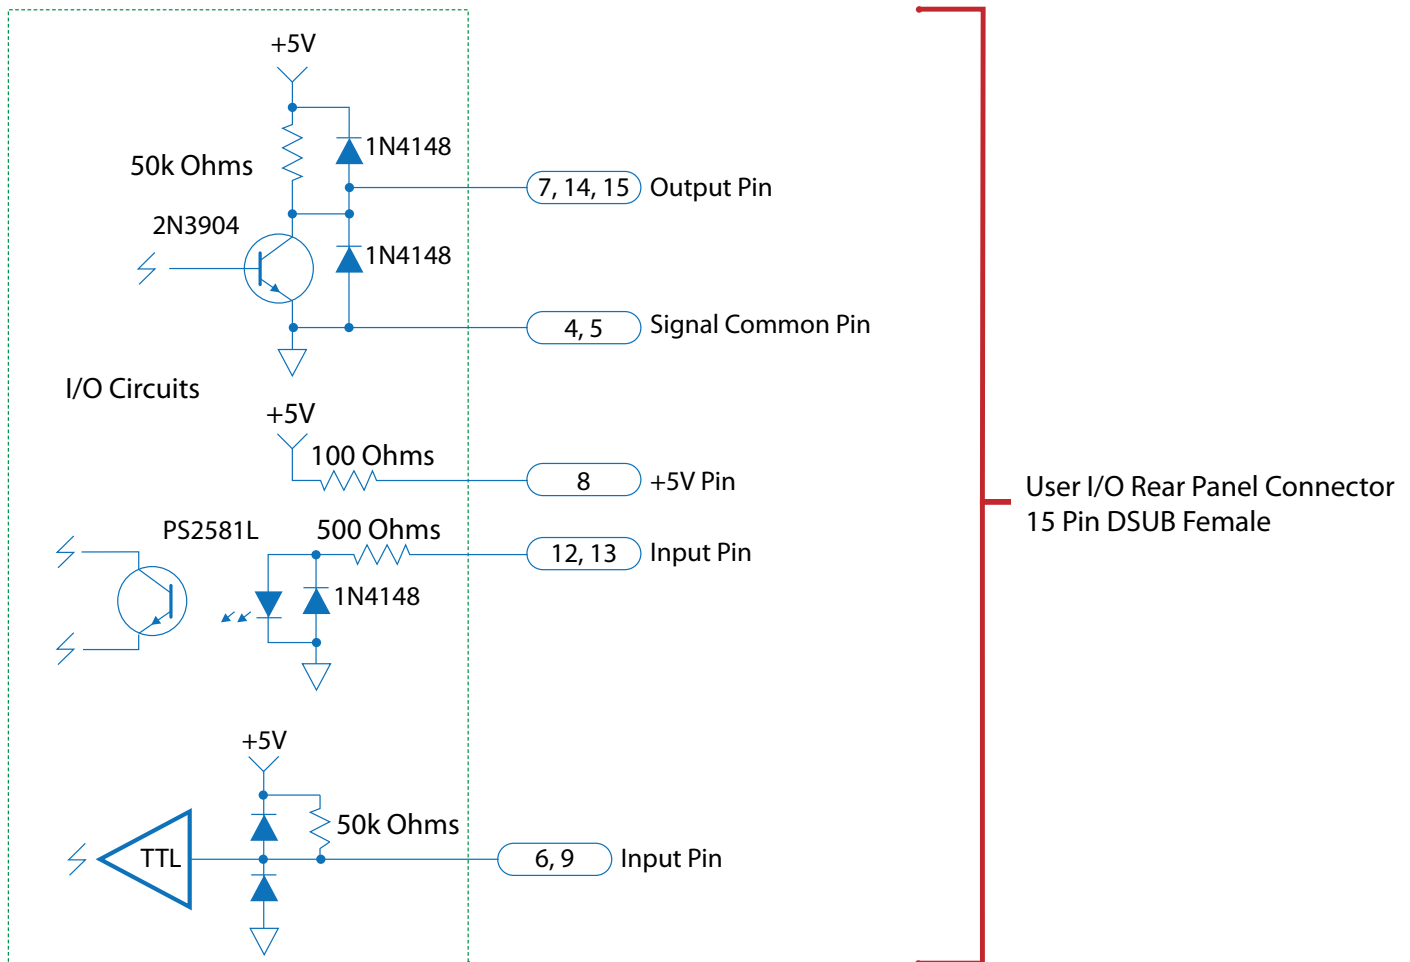 +5V
50k Ohms
1N4148
7, 14, 15 Output Pin
2N3904
1N4148
4, 5 Signal Common Pin
I/O Circuits
+5V
100 Ohms
8 +5V Pin
PS2581L
500 Ohms
12, 13 Input Pin
1N4148
User I/O Rear Panel Connector
15 Pin DSUB Female
+5V
50k Ohms
TTL
6, 9 Input Pin